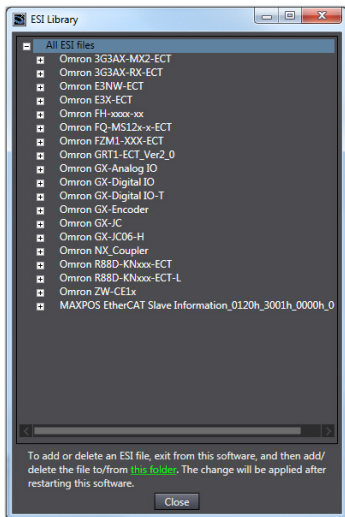 ESI Library
All ESI files
Omron 3G3AX-MX2-ECT
Omron 3G3AX-RX-ECT
Omron E3NW-ECT
Omron E3X-ECT
Omron FH-xxxx-xx
Omron FQ-MS12x-x-ECT
Omron FZM1-XXX-ECT
Omron GRT1-ECT_Ver2_0
Omron GX-Analog IO
Omron GX-Digital IO
Omron GX-Digital IO-T
Omron GX-Encoder
Omron GX-JC
Omron GX-JC06-H
Omron NX_Coupler
Omron R88D-KNxxx-ECT
Omron R88D-KNxxx-ECT-L
Omron ZW-CE1x
MAXPOS EtherCAT Slave Information_0120h_3001h_0000h_0
To add or delete an ESI file, exit from this software, and then add/
delete the file to/from this folder. The change will be applied after
restarting this software.
Close